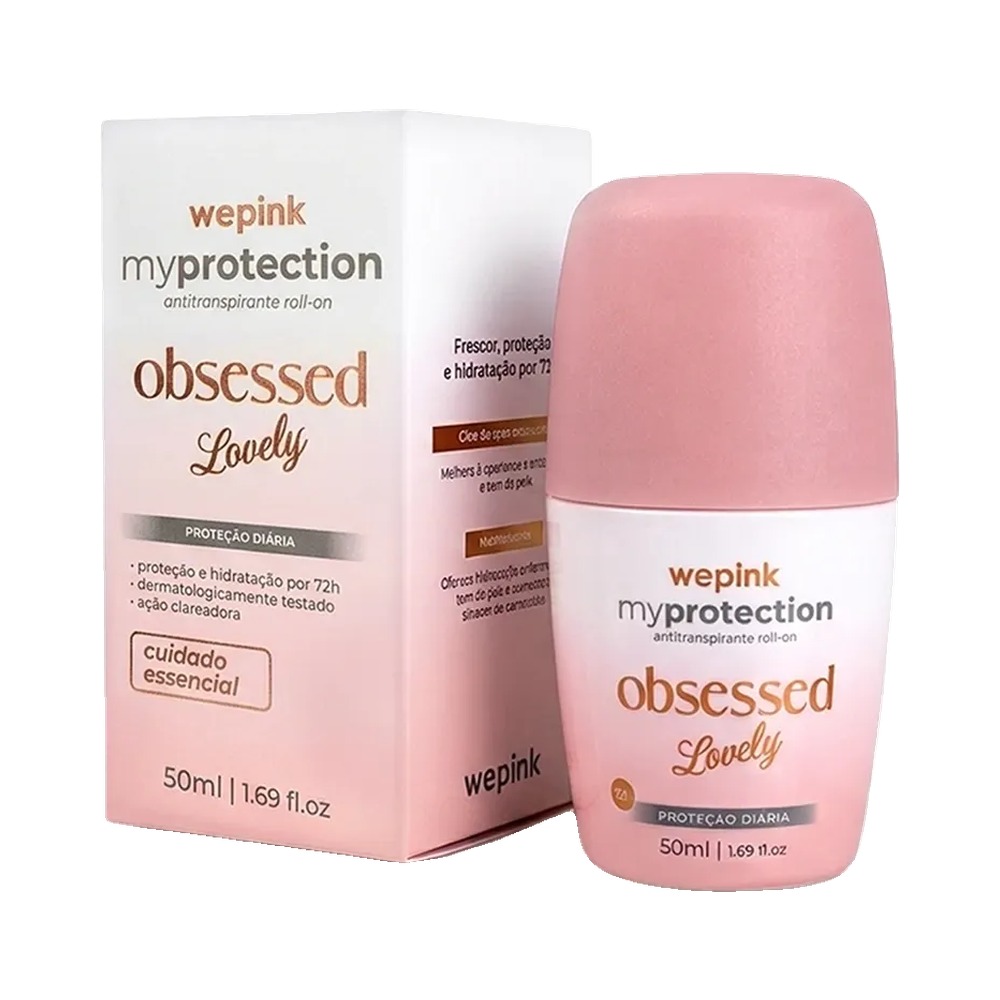 wepink
myprotection
antitranspirante roll-on
obsessed
Lovely
PROTEÇÃO DIÁRIA
• proteção e hidratação por 72h
• dermatologicamente testado
• ação clareadora
cuidado
essencial
50ml | 1.69 fl.oz
Frescor, proteção
e hidratação por 72
wepink
wepink
myprotection
antitranspirante roll-on
obsessed
Lovely
PROTEÇÃO DIÁRIA
50ml | 1.69 fl.oz